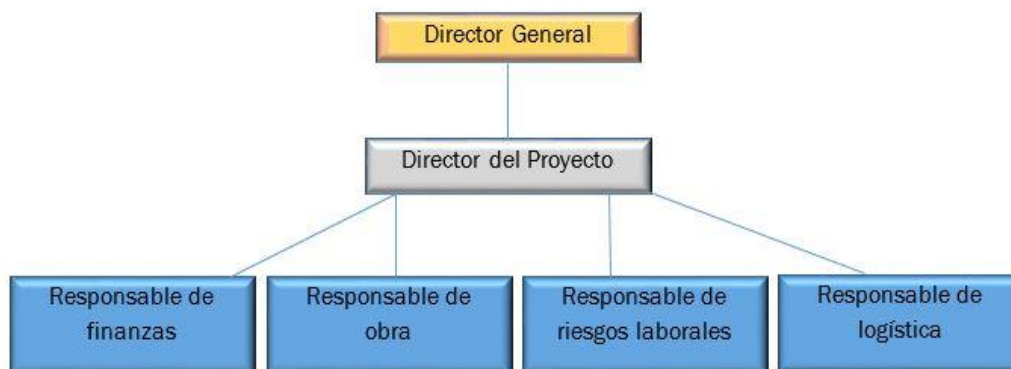 Director General
Director del Proyecto
Responsable de
finanzas
Responsable de
obra
Responsable de
riesgos laborales
Responsable de
logística